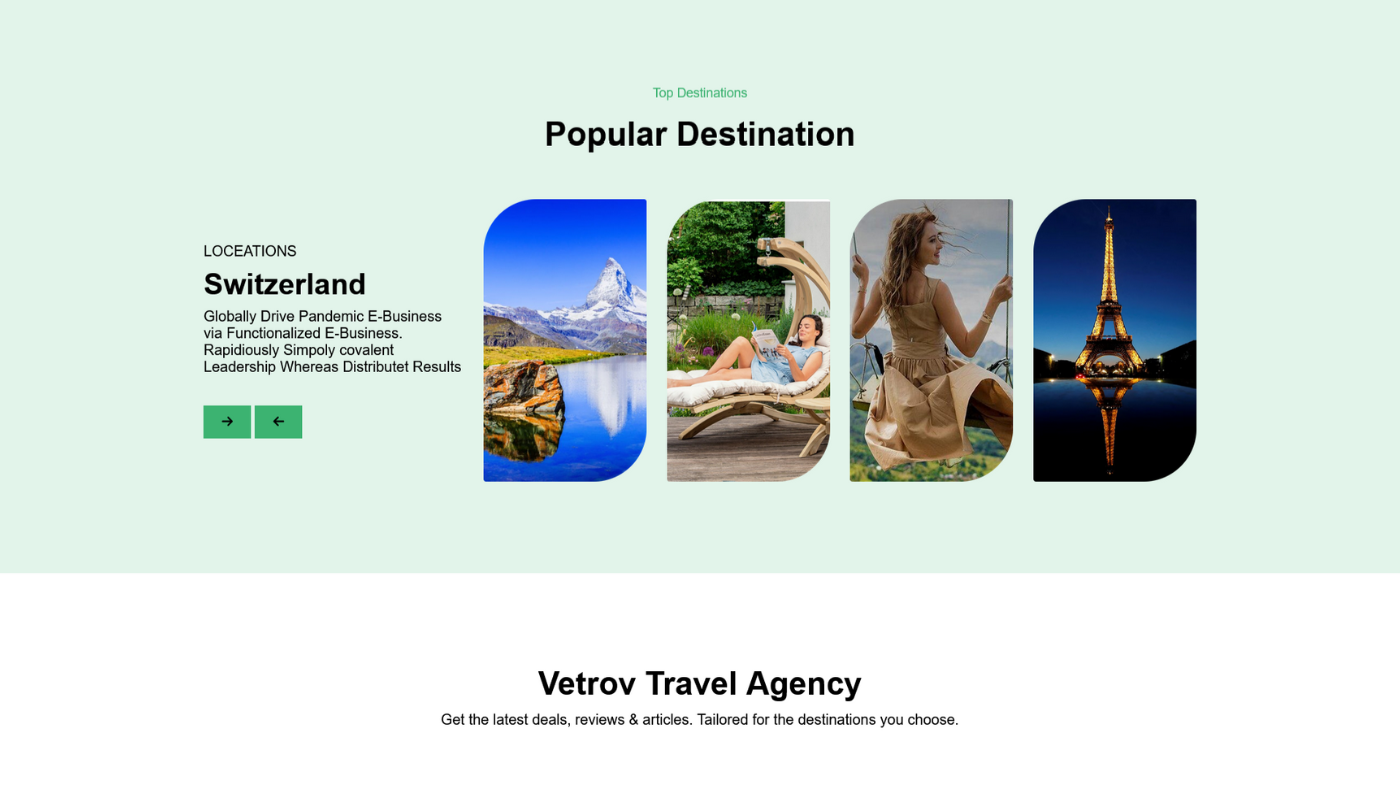 Top Destinations
Popular Destination
LOCEATIONS
Switzerland
Globally Drive Pandemic E-Business
via Functionalized E-Business.
Rapidiously Simpoly covalent
Leadership Whereas Distributet Results
Vetrov Travel Agency
Get the latest deals, reviews & articles. Tailored for the destinations you choose.